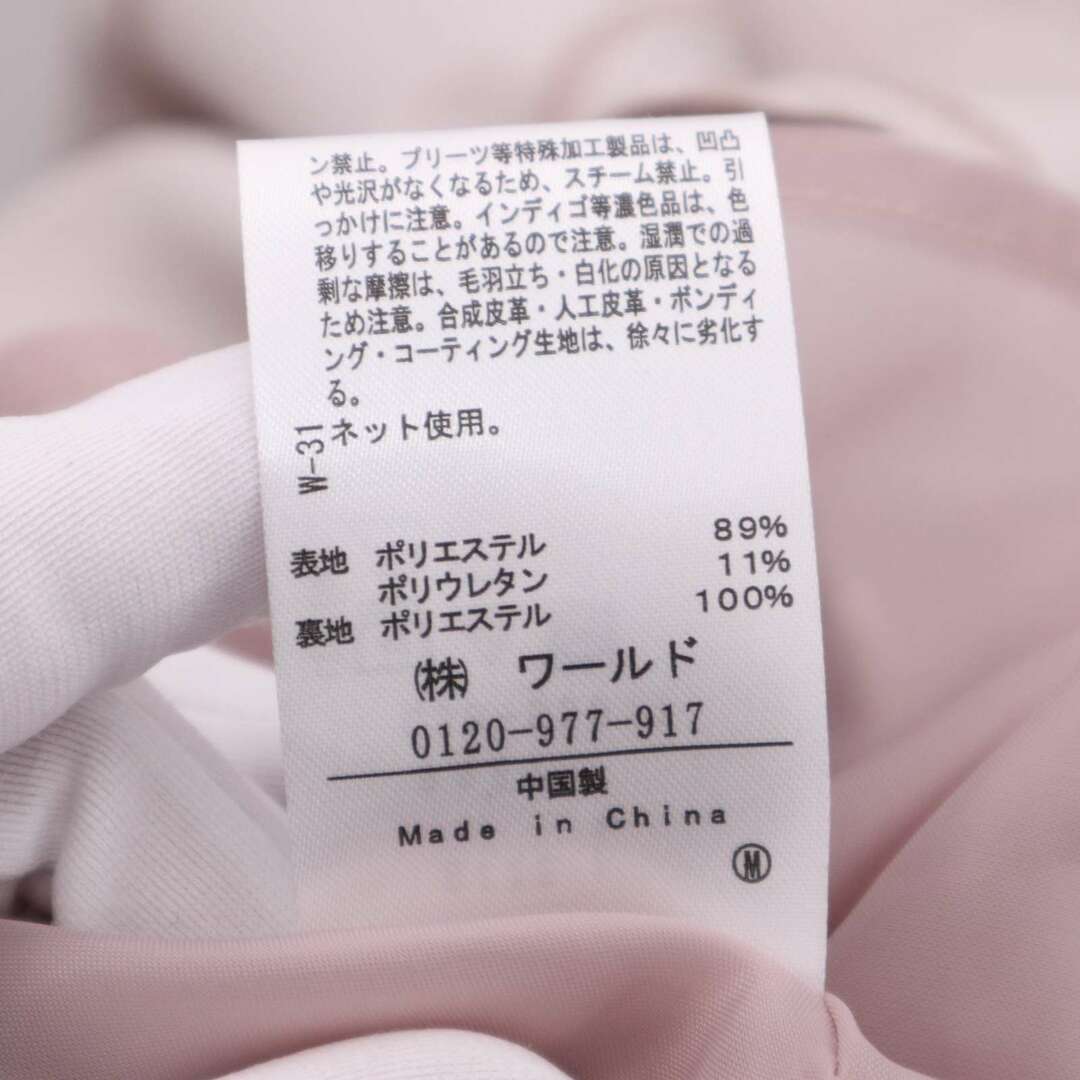 ン禁止。プリーツ等特殊加工製品は、凹凸
や光沢がなくなるため、スチーム禁止。引
っかけに注意。インディゴ等濃色品は、色
移りすることがあるので注意。湿潤での過
剰な摩擦は、毛羽立ち・白化の原因となる
ため注意。合成皮革・人工皮革・ボンディ
ング・コーティング生地は、徐々に劣化す
る。
ネット使用。
W-31
表地 ポリエステル 89%
ポリウレタン 11%
裏地 ポリエステル 100%
㈱ ワールド
0120-977-917
中国製
Made in China
Ⓜ